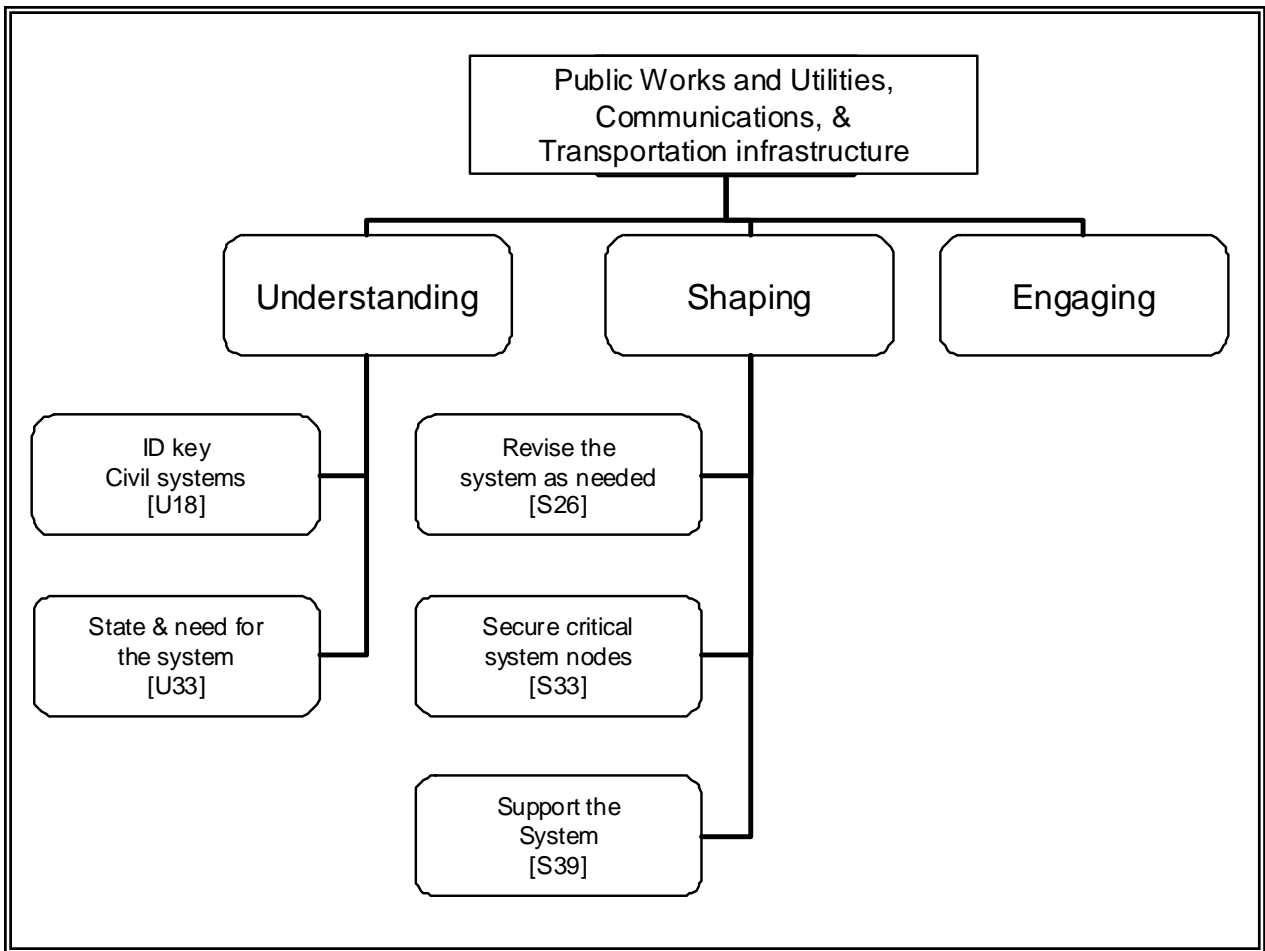 Public Works and Utilities,
Communications, &
Transportation infrastructure
Understanding
Shaping
Engaging
ID key
Civil systems
[U18]
Revise the
system as needed
[S26]
State & need for
the system
[U33]
Secure critical
system nodes
[S33]
Support the
System
[S39]